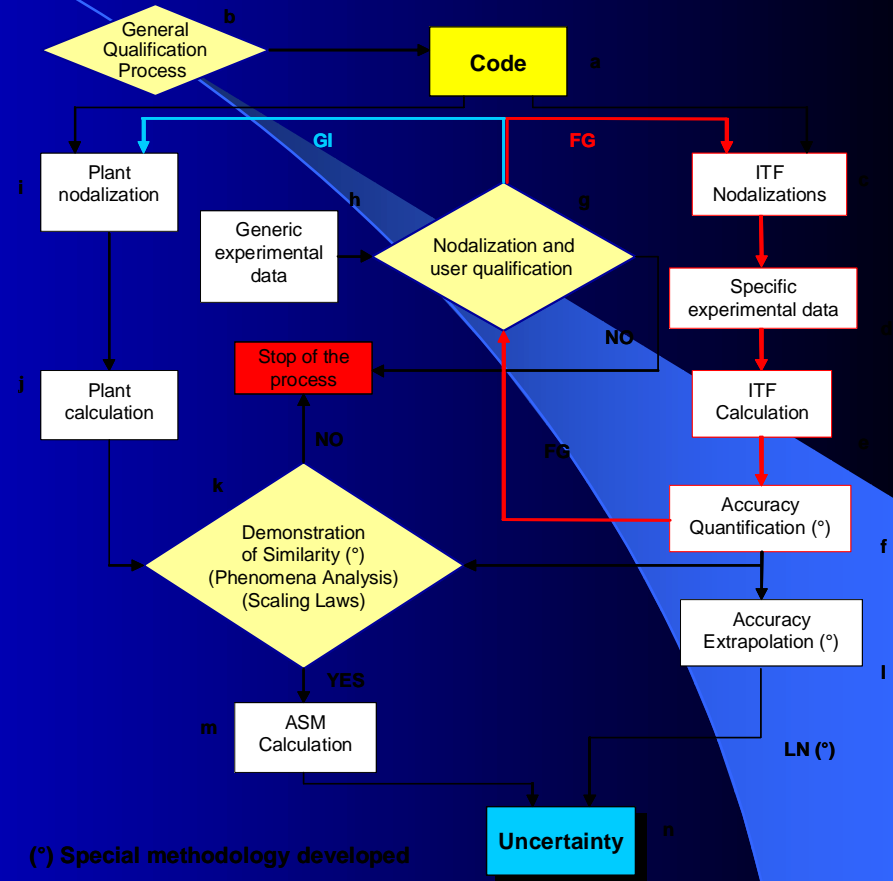 b
General
Qualification
Process
Code
a
GI
FG
i
Plant
nodalization
ITF
Nodalizations
h
g
Generic
experimental
data
Nodalization and
user qualification
Specific
experimental data
NO
Stop of the
process
j
Plant
calculation
ITF
Calculation
NO
FG
k
Accuracy
Quantification (°)
f
Demonstration
of Similarity (°)
(Phenomena Analysis)
(Scaling Laws)
Accuracy
Extrapolation (°)
l
YES
m
ASM
Calculation
LN (°)
Uncertainty
n
(°) Special methodology developed